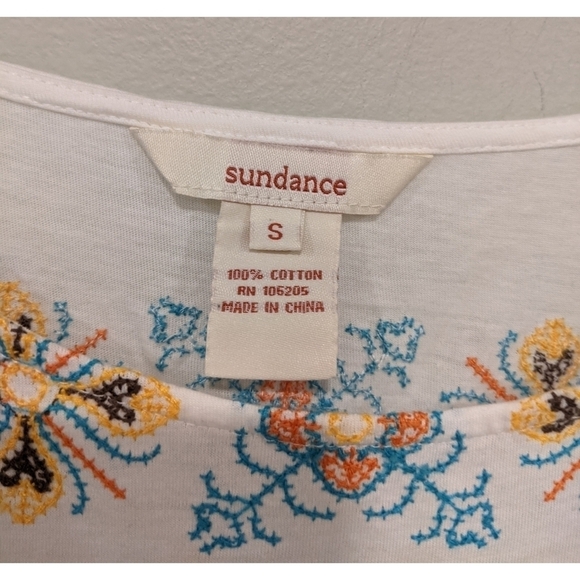 sundance
S
100% COTTON
RN 106205
MADE IN CHINA